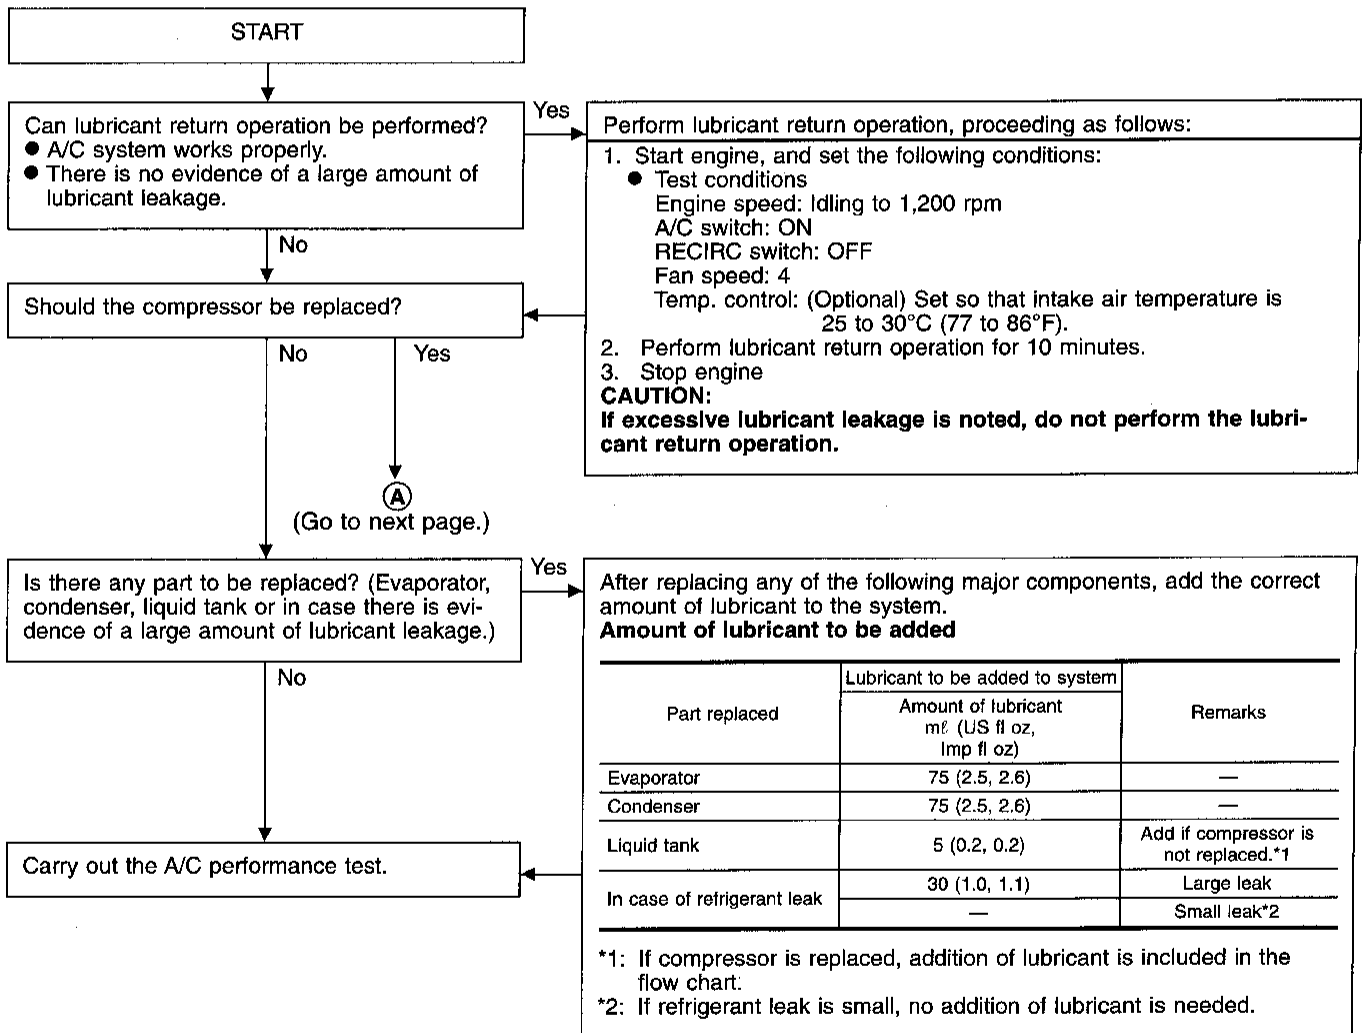 START
Can lubricant return operation be performed?
● A/C system works properly.
● There is no evidence of a large amount of
lubricant leakage.
Yes
No
Perform lubricant return operation, proceeding as follows:
1. Start engine, and set the following conditions:
● Test conditions
Engine speed: Idling to 1,200 rpm
A/C switch: ON
RECIRC switch: OFF
Fan speed: 4
Temp. control: (Optional) Set so that intake air temperature is
25 to 30°C (77 to 86°F).
2. Perform lubricant return operation for 10 minutes.
3. Stop engine
CAUTION:
If excessive lubricant leakage is noted, do not perform the lubri-
cant return operation.
Should the compressor be replaced?
No
Yes
A
(Go to next page.)
Is there any part to be replaced? (Evaporator,
condenser, liquid tank or in case there is evi-
dence of a large amount of lubricant leakage.)
Yes
No
After replacing any of the following major components, add the correct
amount of lubricant to the system.
Amount of lubricant to be added
Part replaced
Lubricant to be added to system
Amount of lubricant
mℓ (US fl oz,
Imp fl oz)
Remarks
Evaporator 75 (2.5, 2.6) —
Condenser 75 (2.5, 2.6) —
Liquid tank 5 (0.2, 0.2) Add if compressor is
not replaced.*1
In case of refrigerant leak 30 (1.0, 1.1) Large leak
— Small leak*2
*1: If compressor is replaced, addition of lubricant is included in the
flow chart:
*2: If refrigerant leak is small, no addition of lubricant is needed.
Carry out the A/C performance test.